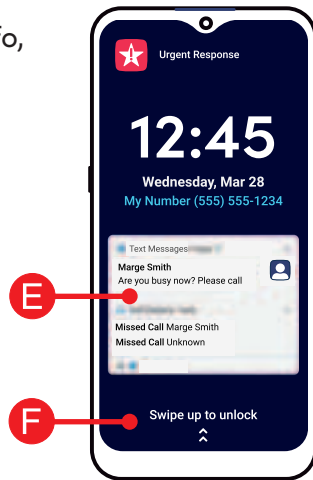 fo,
Urgent Response
12:45
Wednesday, Mar 28
My Number (555) 555-1234
Text Messages
Marge Smith
Are you busy now? Please call
E
Missed Call Marge Smith
Missed Call Unknown
F
Swipe up to unlock